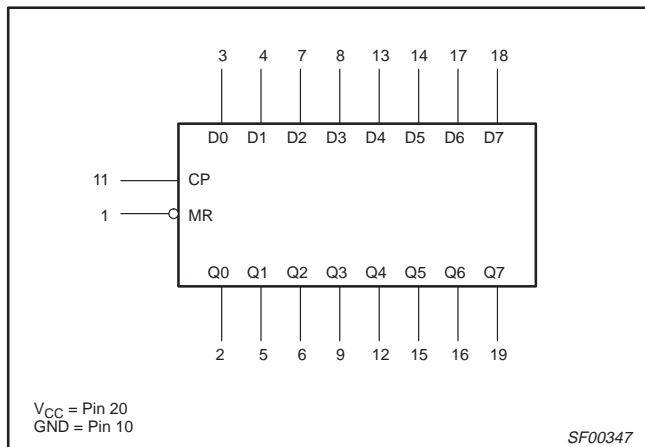 3 4 7 8 13 14 17 18
D0 D1 D2 D3 D4 D5 D6 D7
11 CP
1 MR
Q0 Q1 Q2 Q3 Q4 Q5 Q6 Q7
2 5 6 9 12 15 16 19
VCC = Pin 20
GND = Pin 10
SF00347